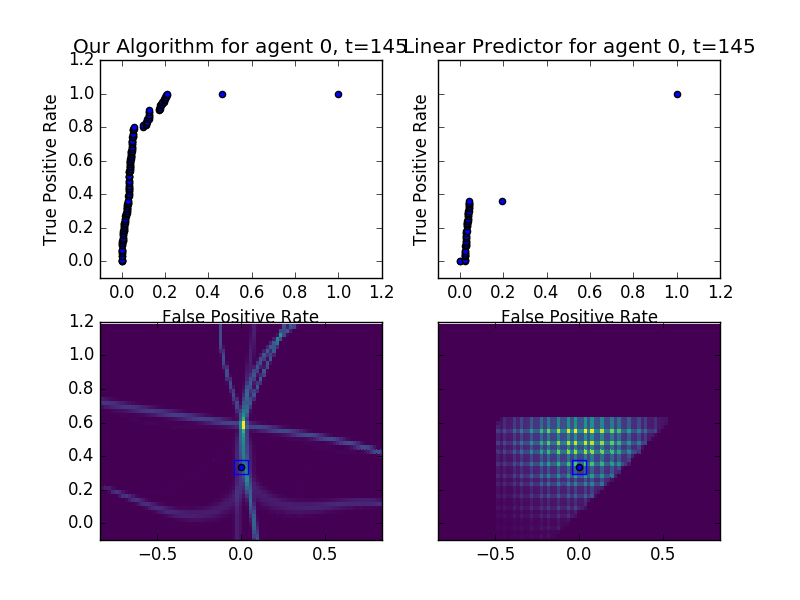 Our Algorithm for agent 0, t=145
Linear Predictor for agent 0, t=145
1.2
1.0
0.8
0.6
0.4
0.2
0.0
True Positive Rate
0.0 0.2 0.4 0.6 0.8 1.0 1.2
False Positive Rate
True Positive Rate
0.0 0.2 0.4 0.6 0.8 1.0 1.2
False Positive Rate
1.2
1.0
0.8
0.6
0.4
0.2
0.0
−0.5 0.0 0.5
−0.5 0.0 0.5